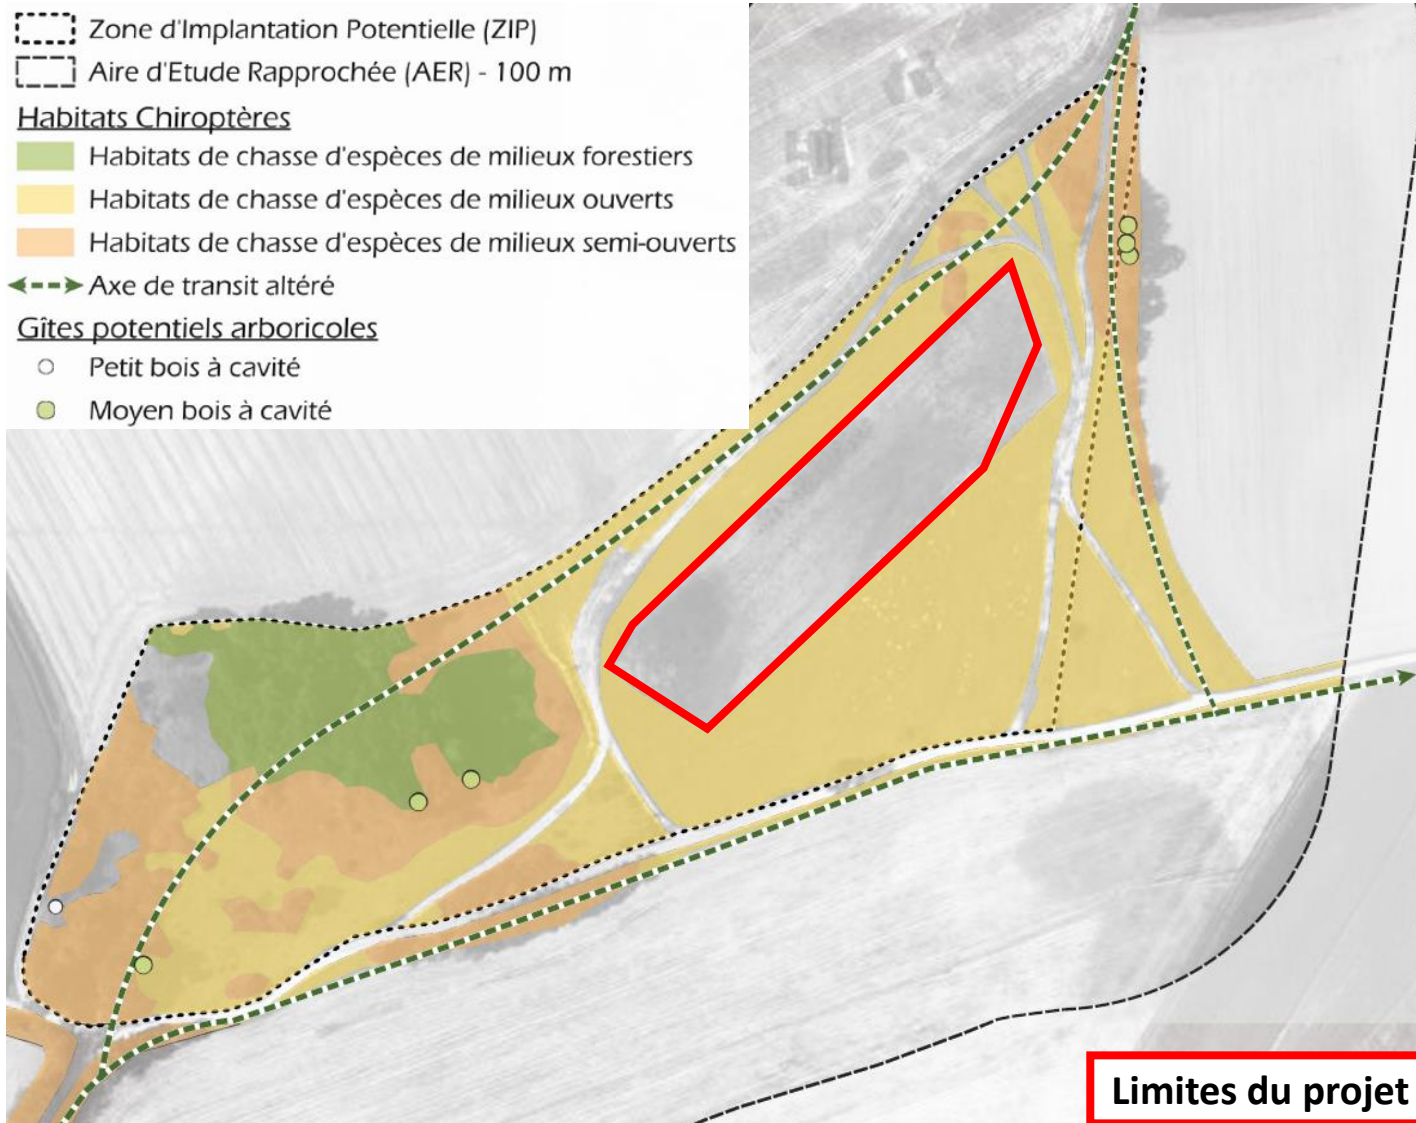 Zone d'Implantation Potentielle (ZIP)
Aire d'Etude Rapprochée (AER) - 100 m
Habitats Chiroptères
Habitats de chasse d'espèces de milieux forestiers
Habitats de chasse d'espèces de milieux ouverts
Habitats de chasse d'espèces de milieux semi-ouverts
Axe de transit altéré
Gîtes potentiels arboricoles
Petit bois à cavité
Moyen bois à cavité
Limites du projet